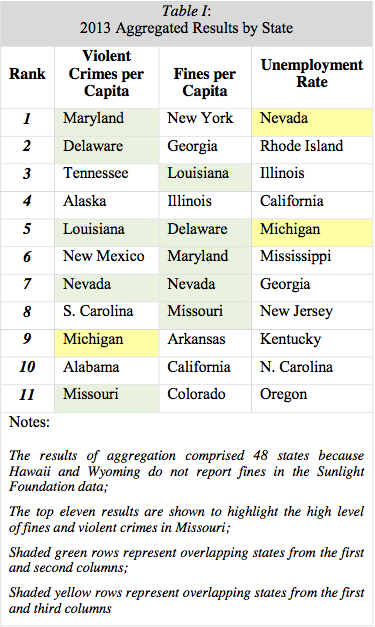 Table I:
2013 Aggregated Results by State
Rank Violent Crimes per Capita Fines per Capita Unemployment Rate
1 Maryland New York Nevada
2 Delaware Georgia Rhode Island
3 Tennessee Louisiana Illinois
4 Alaska Illinois California
5 Louisiana Delaware Michigan
6 New Mexico Maryland Mississippi
7 Nevada Nevada Georgia
8 S. Carolina Missouri New Jersey
9 Michigan Arkansas Kentucky
10 Alabama California N. Carolina
11 Missouri Colorado Oregon
Notes:
The results of aggregation comprised 48 states because
Hawaii and Wyoming do not report fines in the Sunlight
Foundation data;
The top eleven results are shown to highlight the high level
of fines and violent crimes in Missouri;
Shaded green rows represent overlapping states from the first
and second columns;
Shaded yellow rows represent overlapping states from the first
and third columns